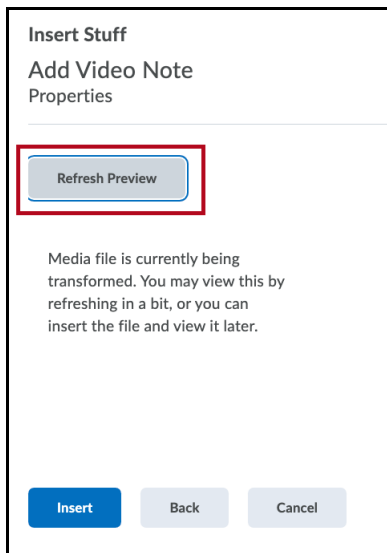 Insert Stuff
Add Video Note
Properties
Refresh Preview
Media file is currently being
transformed. You may view this by
refreshing in a bit, or you can
insert the file and view it later.
Insert Back Cancel